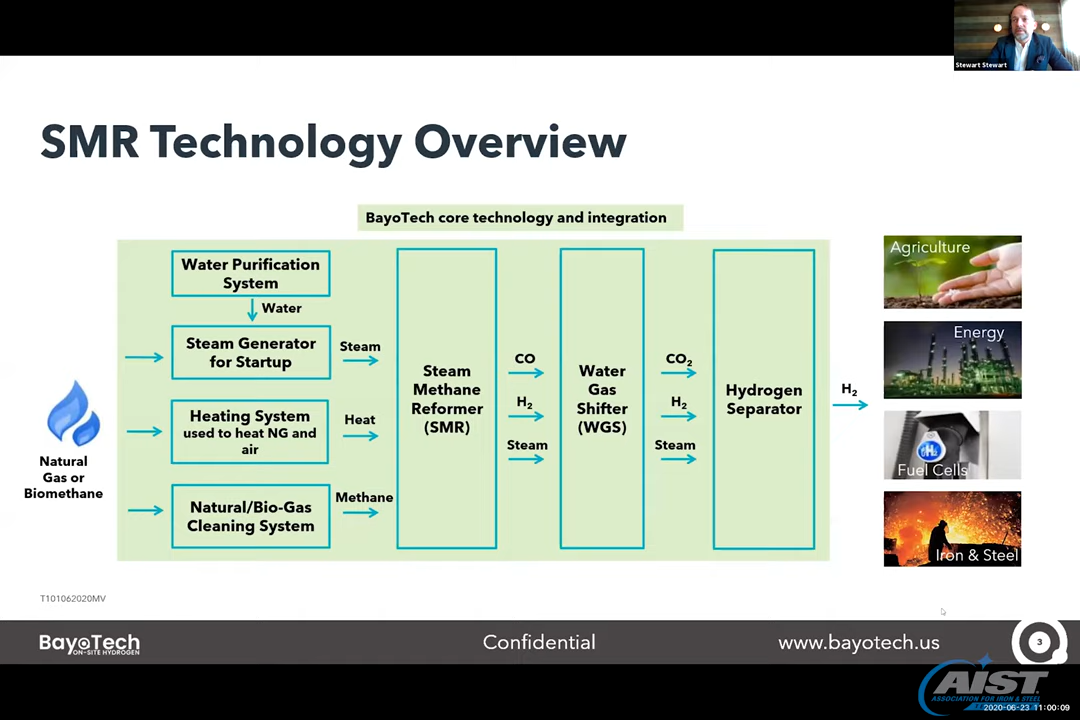 Stewart Stewart
SMR Technology Overview
BayoTech core technology and integration
Water Purification
System
Water
Steam Generator
for Startup
Steam
Heating System
used to heat NG and
air
Heat
Natural/Bio-Gas
Cleaning System
Methane
Natural
Gas or
Biomethane
Steam
Methane
Reformer
(SMR)
CO
H₂
Steam
Water
Gas
Shifter
(WGS)
CO₂
H₂
Steam
Hydrogen
Separator
H₂
Agriculture
Energy
Fuel Cells
Iron & Steel
T101062020MV
BayoTech
ON-SITE HYDROGEN
Confidential
www.bayotech.us
3
AIST
ASSOCIATION FOR IRON & STEEL
2020-06-23 11:00:09